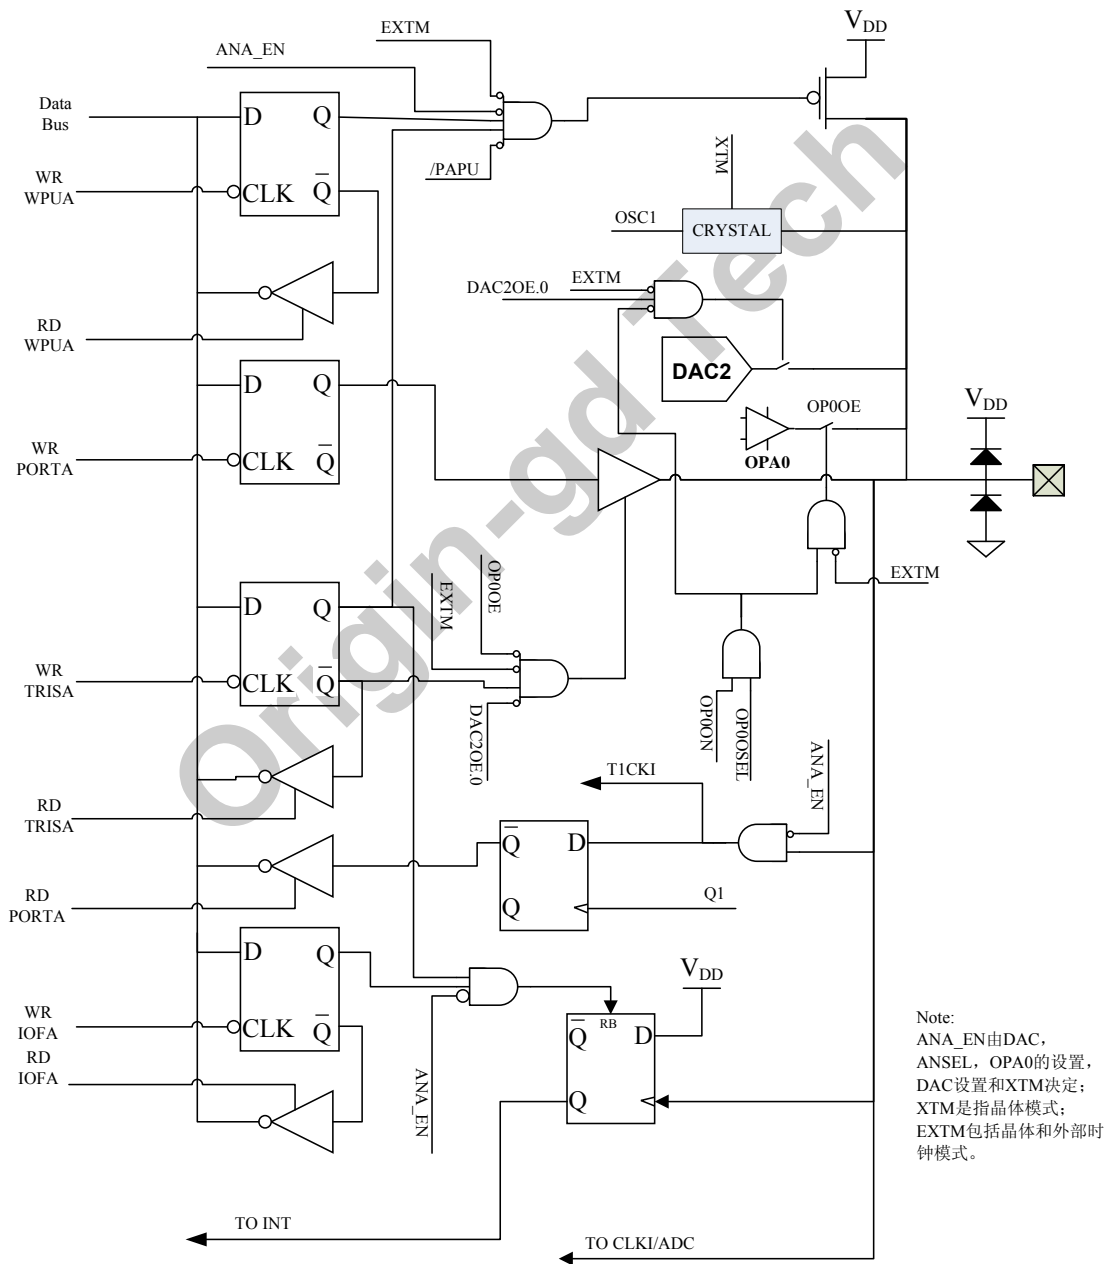 EXTM
V_DD
ANA_EN
Data
Bus
D
Q
WR
WPUA
CLK
Q̅
/PAPU
XTM
OSC1
CRYSTAL
EXTM
DAC2OE.0
RD
WPUA
D
Q
DAC2
OP0OE
V_DD
OPA0
WR
PORTA
CLK
Q̅
OP0OE
EXTM
EXTM
D
Q
WR
TRISA
CLK
Q̅
DAC2OE.0
OP0ON
OP0OSEL
ANA_EN
T1CKI
RD
TRISA
Q̅
D
RD
PORTA
Q
Q1
D
Q
V_DD
WR
IOFA
CLK
Q̅
RB
Q̅
D
RD
IOFA
ANA_EN
Q
Note:
ANA_EN由DAC，
ANSEL，OPA0的设置，
DAC设置和XTM决定；
XTM是指晶体模式；
EXTM包括晶体和外部时
钟模式。
TO INT
TO CLKI/ADC
Origin-gd Tech